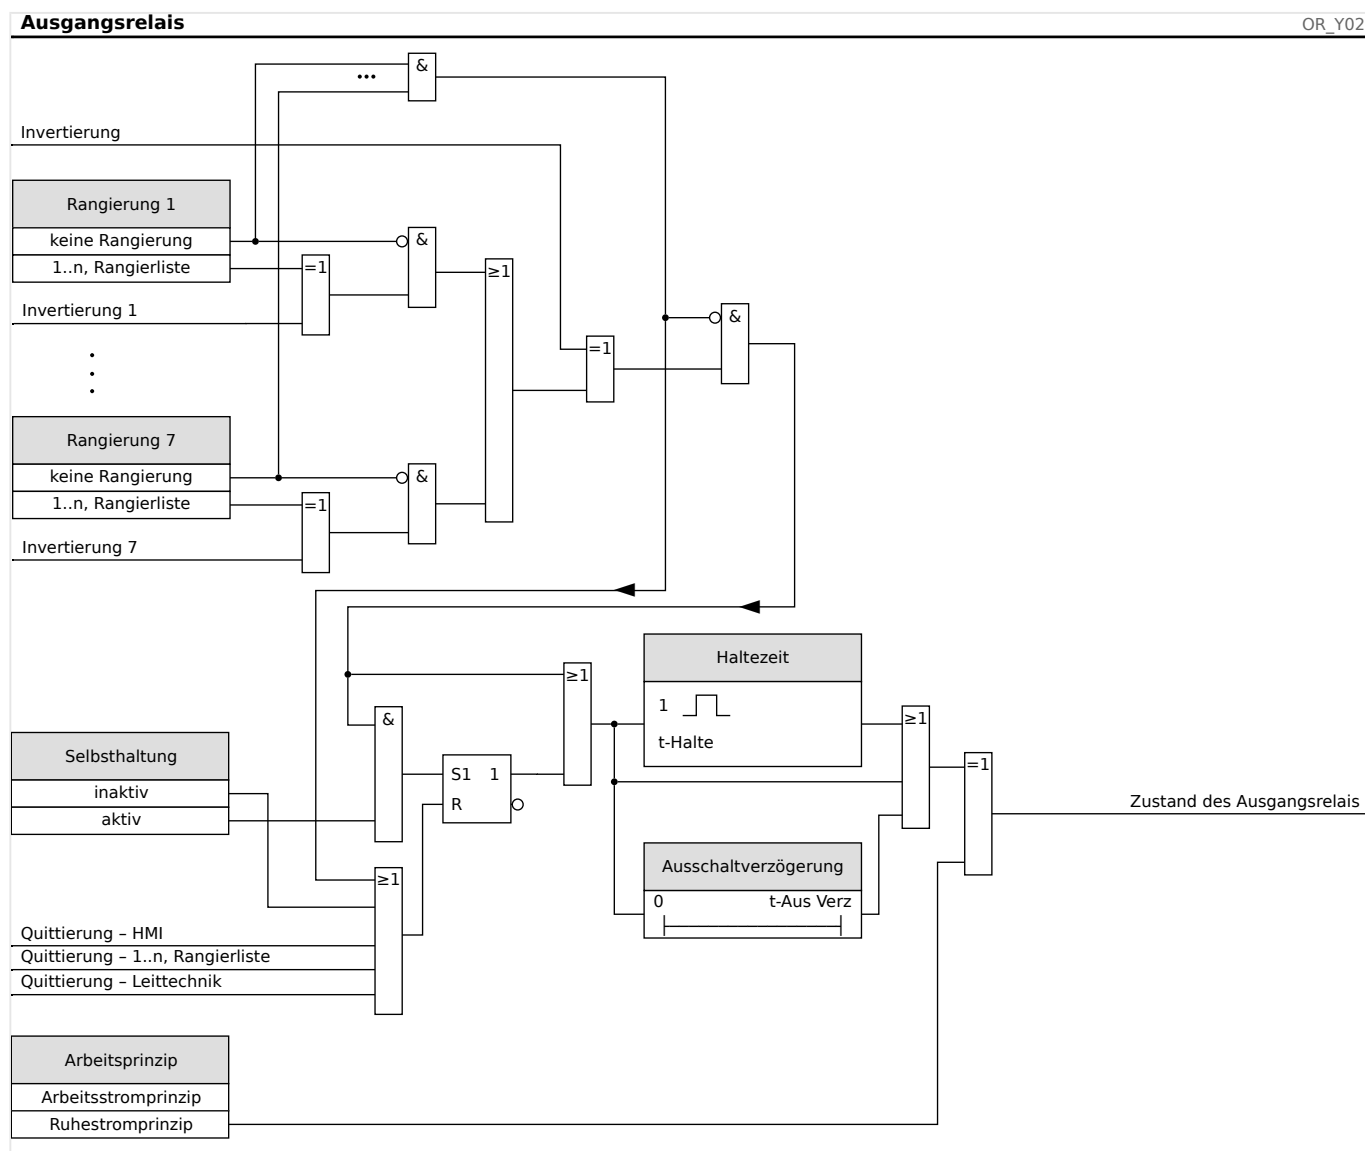 Ausgangsrelais
OR_Y02
&
...
Invertierung
Rangierung 1
keine Rangierung
&
1..n, Rangierliste
=1
≥1
Invertierung 1
&
=1
Rangierung 7
keine Rangierung
&
1..n, Rangierliste
=1
Invertierung 7
Haltezeit
≥1
1
t-Halte
&
≥1
Selbsthaltung
inaktiv
aktiv
S1 1
R
=1
Zustand des Ausgangsrelais
Ausschaltverzögerung
0
t-Aus Verz
≥1
Quittierung – HMI
Quittierung – 1..n, Rangierliste
Quittierung – Leittechnik
Arbeitsprinzip
Arbeitsstromprinzip
Ruhestromprinzip